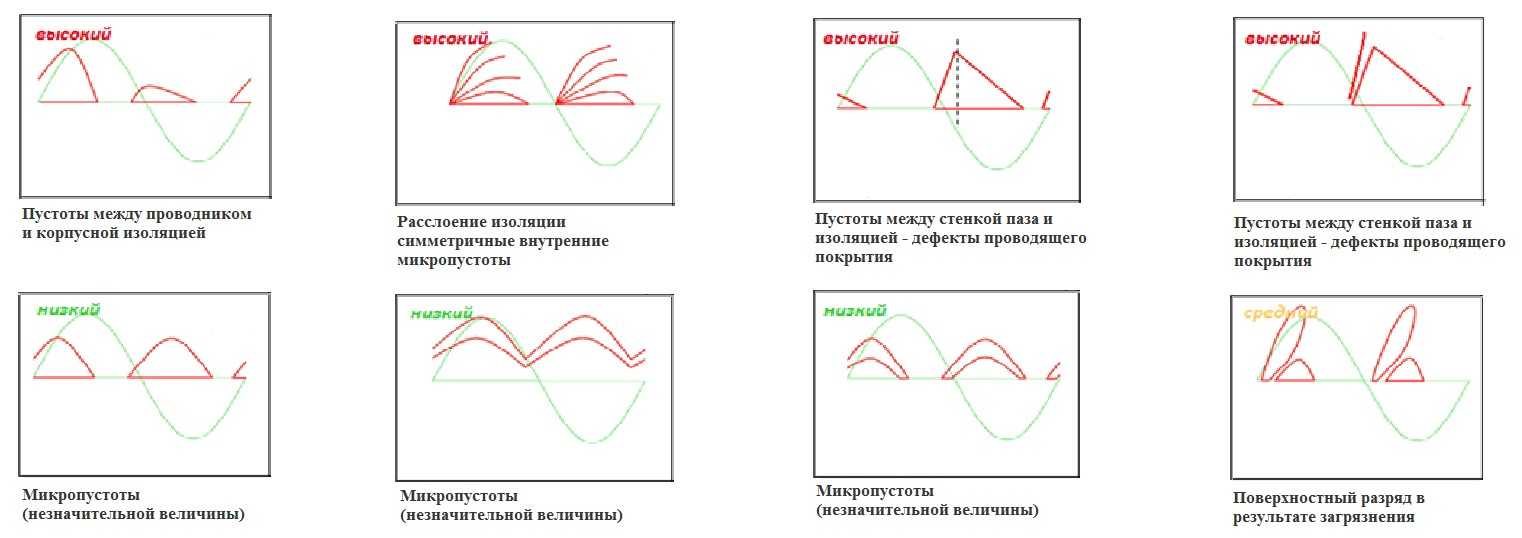 высокий
Пустоты между проводником
и корпусной изоляцией
высокий
Расслоение изоляции
симметричные внутренние
микропустоты
высокий
Пустоты между стенкой паза и
изоляцией - дефекты проводящего
покрытия
высокий
Пустоты между стенкой паза и
изоляцией - дефекты проводящего
покрытия
низкий
Микропустоты
(незначительной величины)
низкий
Микропустоты
(незначительной величины)
низкий
Микропустоты
(незначительной величины)
средний
Поверхностный разряд в
результате загрязнения